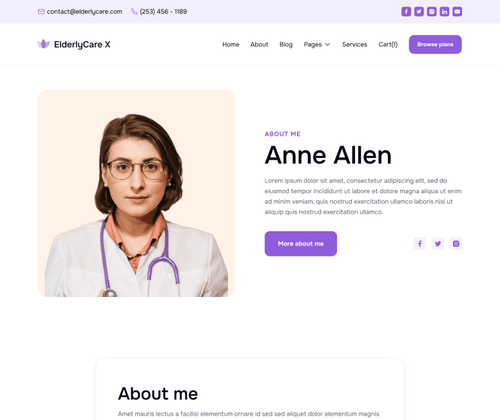 contact@elderlycare.com (253) 456 - 1189
ElderlyCare X Home About Blog Pages Services Cart(1) Browse plans
ABOUT ME
Anne Allen
Lorem ipsum dolor sit amet, consectetur adipiscing elit, sed do
eiusmod tempor incididunt ut labore et dolore magna aliqua ut enim
ad minim veniam, quis nostrud exercitation ullamco laboris nisi ut
aliquip quis nostrud exercitation ullamco.
More about me
About me
Amet mauris lectus a facilisi elementum ornare id sed sed aliquet dolor elementum magnis